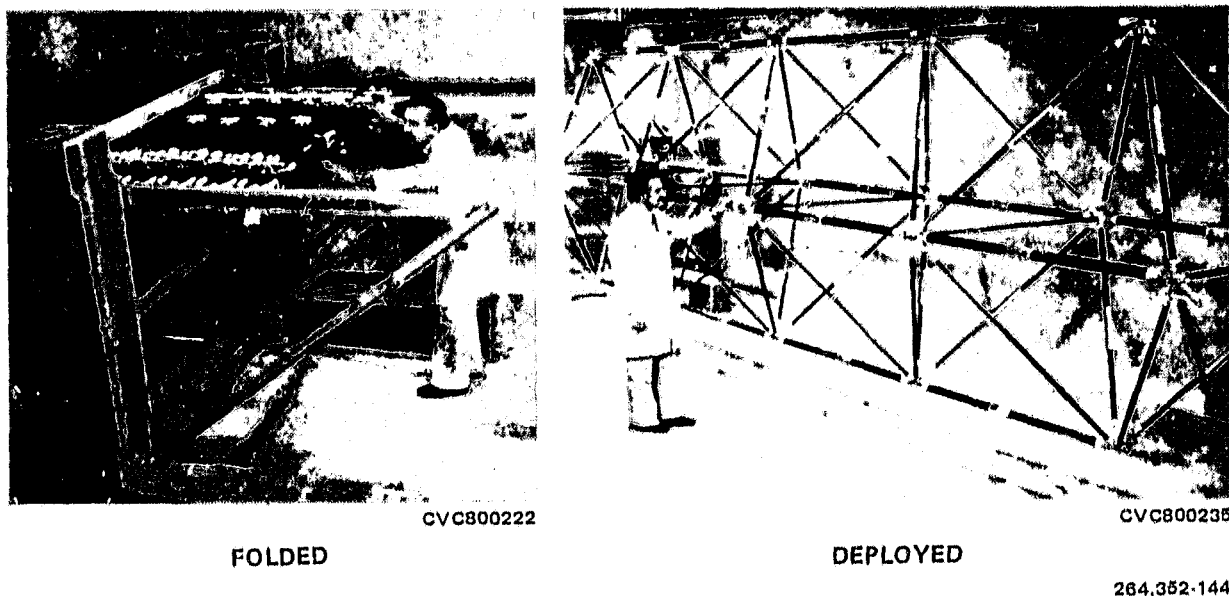 CVC800222
CVC800235
FOLDED
DEPLOYED
264.352-144